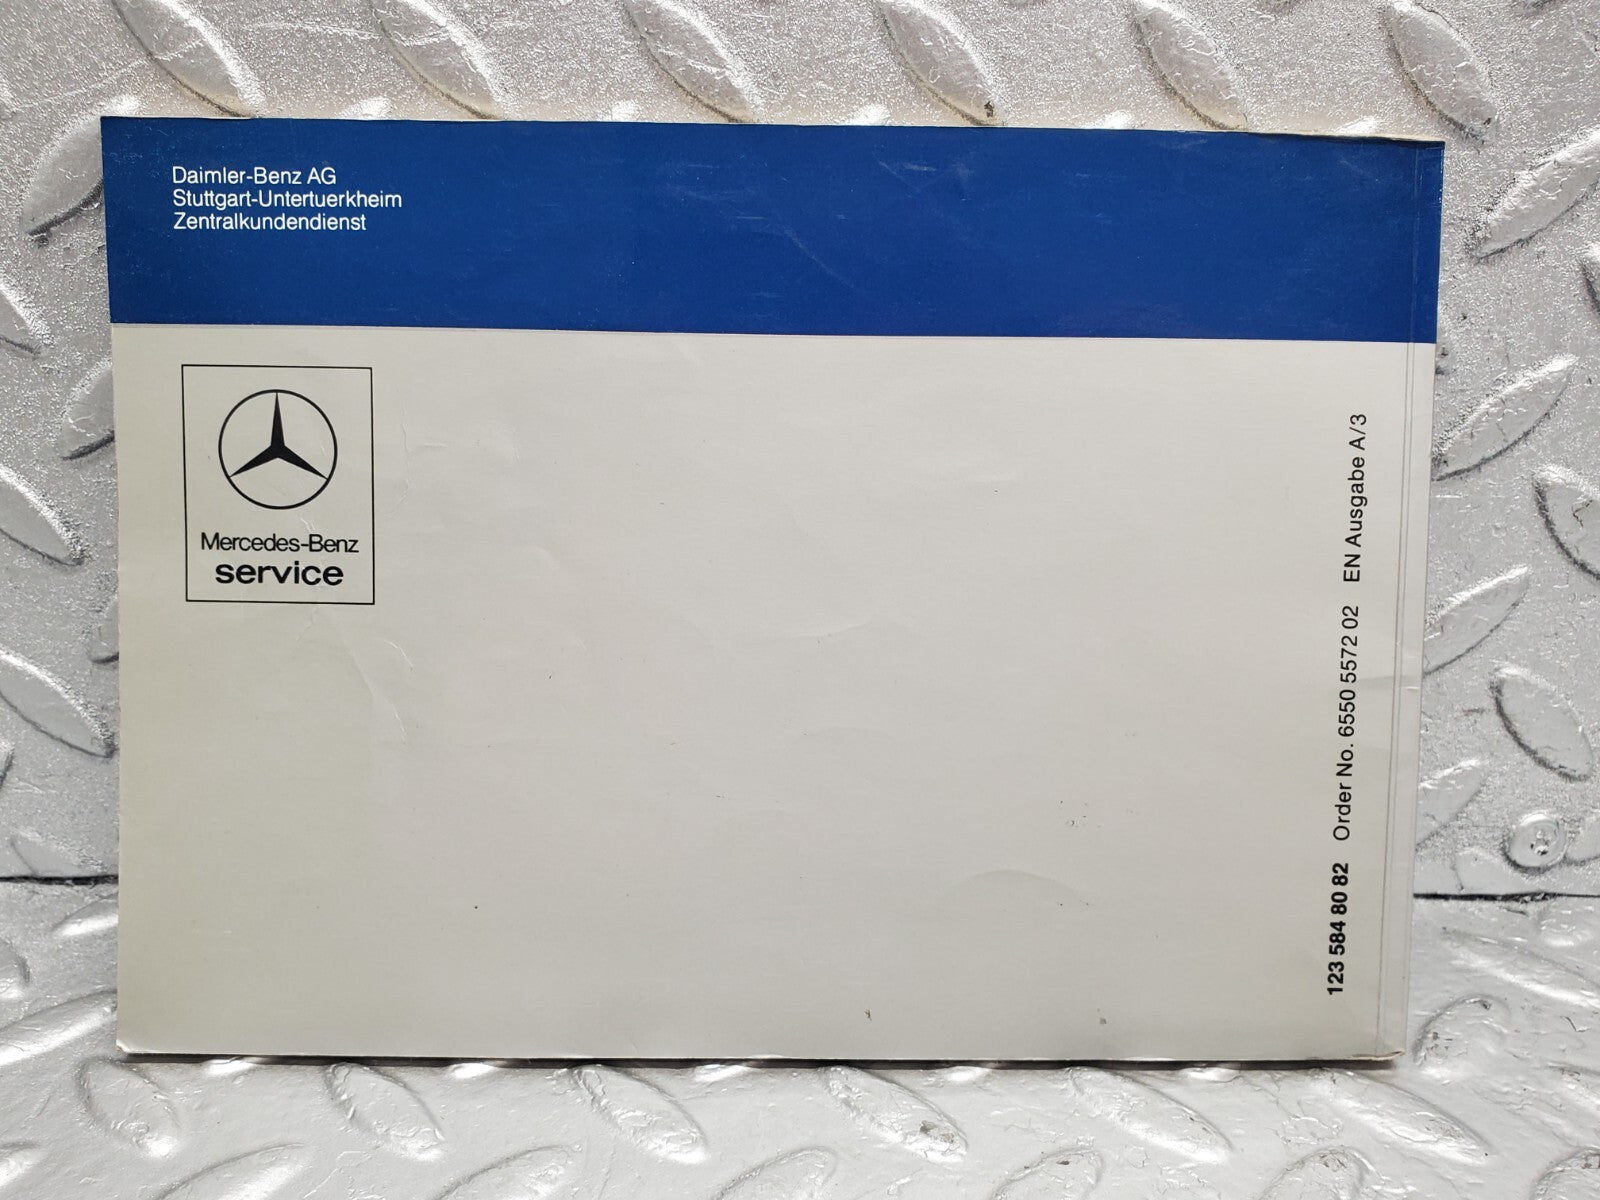 Daimler-Benz AG
Stuttgart-Untertuerkheim
Zentralkundendienst
Mercedes-Benz
service
123 584 80 82 Order No. 6550 5572 02 EN Ausgabe A/3